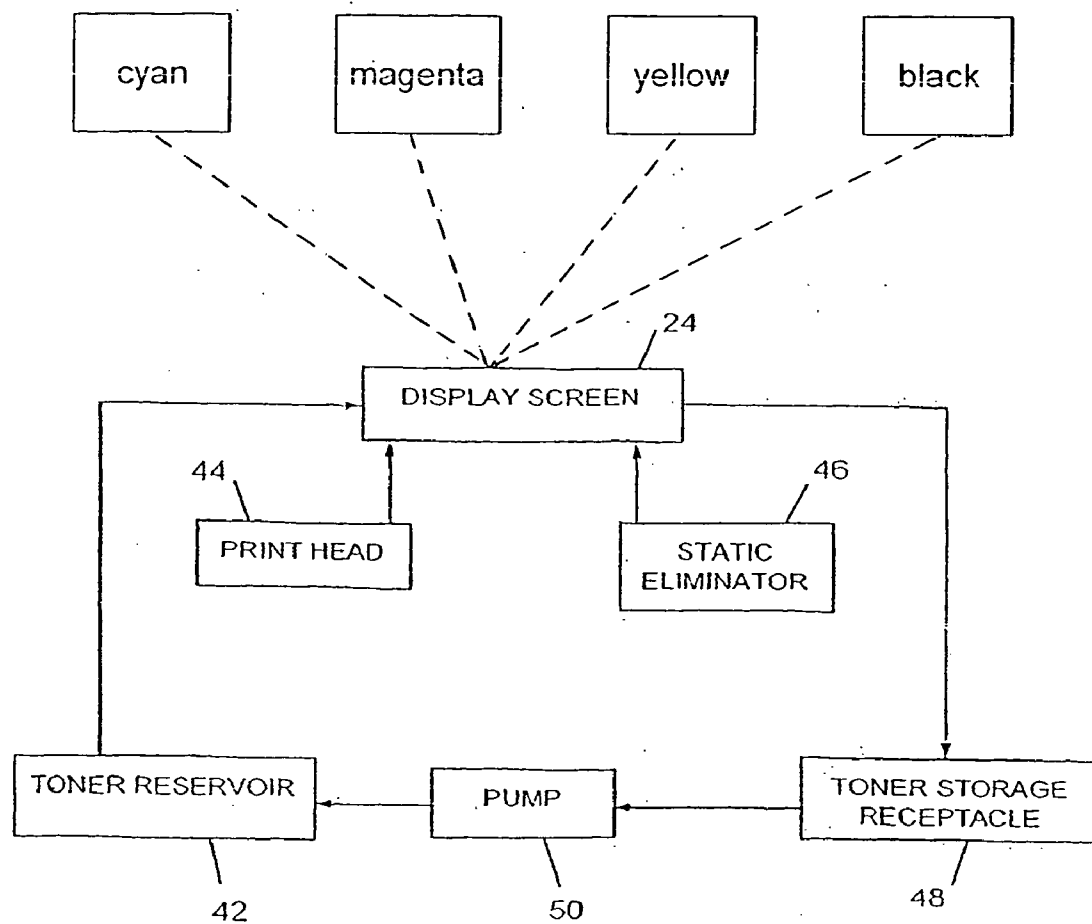 cyan
magenta
yellow
black
24
DISPLAY SCREEN
44
46
PRINT HEAD
STATIC
ELIMINATOR
TONER RESERVOIR
PUMP
TONER STORAGE
RECEPTACLE
42
50
48